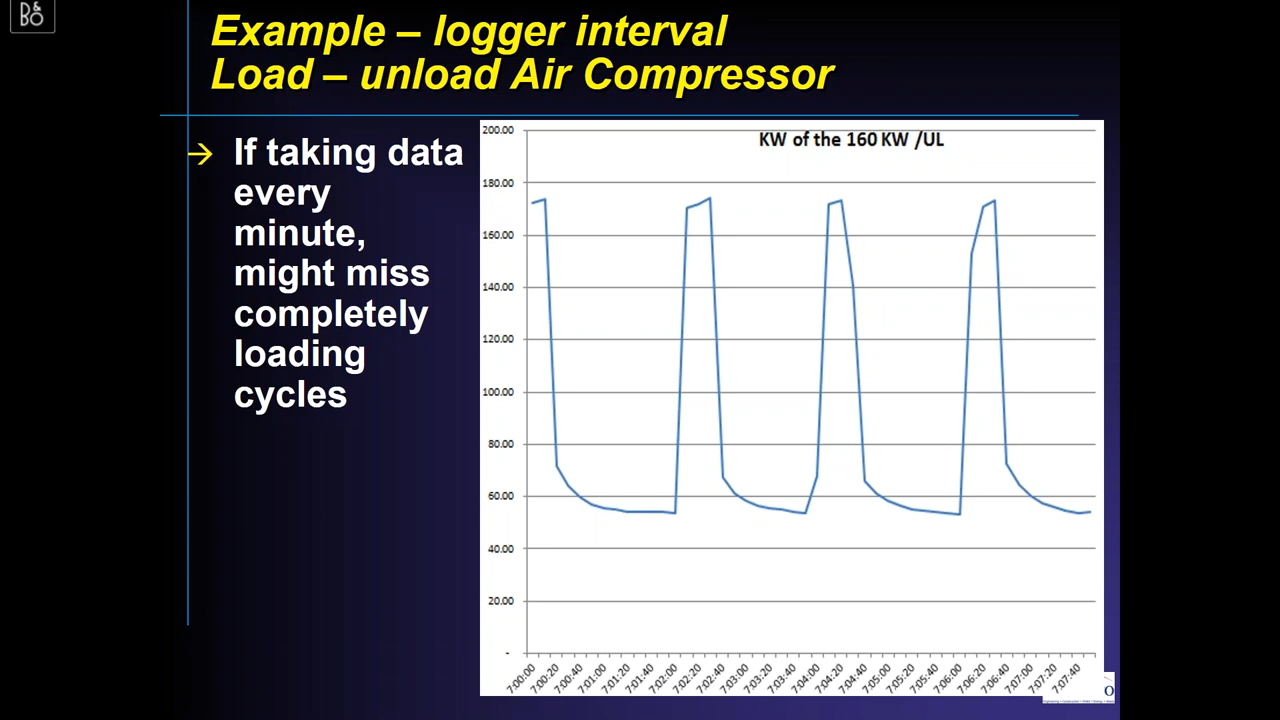 B&O
Example – logger interval
Load – unload Air Compressor
→ If taking data
every
minute,
might miss
completely
loading
cycles
KW of the 160 KW /UL
200.00
180.00
160.00
140.00
120.00
100.00
80.00
60.00
40.00
20.00
-
7:00:00
7:00:20
7:00:40
7:01:00
7:01:20
7:01:40
7:02:00
7:02:20
7:02:40
7:03:00
7:03:20
7:03:40
7:04:00
7:04:20
7:04:40
7:05:00
7:05:20
7:05:40
7:06:00
7:06:20
7:06:40
7:07:00
7:07:20
7:07:40
O